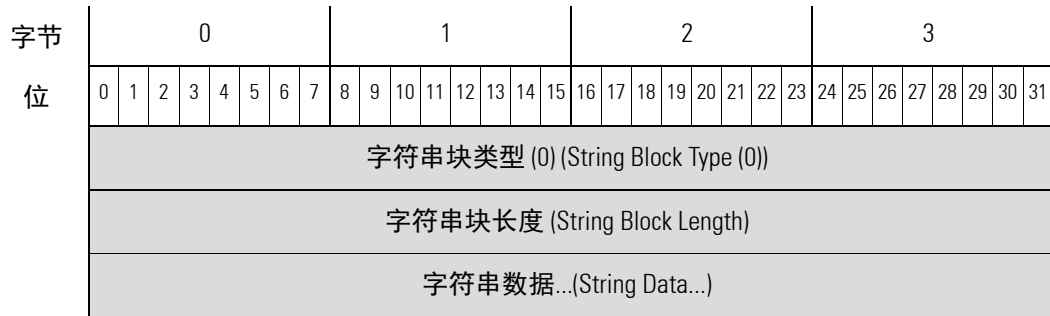 字节 0 1 2 3
位 0 1 2 3 4 5 6 7 8 9 10 11 12 13 14 15 16 17 18 19 20 21 22 23 24 25 26 27 28 29 30 31
字符串块类型 (0) (String Block Type (0))
字符串块长度 (String Block Length)
字符串数据...(String Data...)